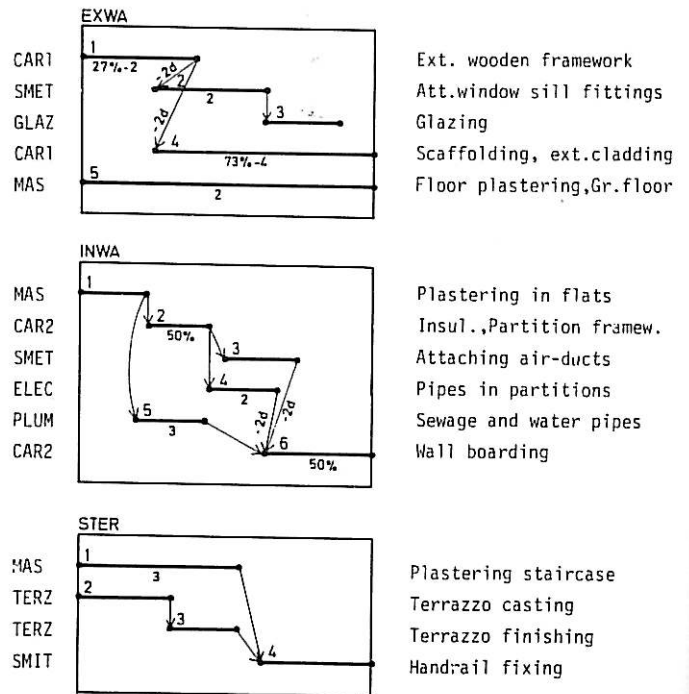 EXWA
CAR1 1 27%-2 Ext. wooden framework
-2d
SMET 2 2 Att.window sill fittings
GLAZ 3 Glazing
-2d
CAR1 4 73%-4 Scaffolding, ext.cladding
MAS 5 2 Floor plastering,Gr.floor
INWA
MAS 1 Plastering in flats
CAR2 2 50% Insul.,Partition framew.
SMET 3 Attaching air-ducts
ELEC 4 2 Pipes in partitions
-2d -2d
PLUM 5 3 Sewage and water pipes
CAR2 6 50% Wall boarding
STER
MAS 1 3 Plastering staircase
TERZ 2 Terrazzo casting
TERZ 3 Terrazzo finishing
SMIT 4 Handrail fixing